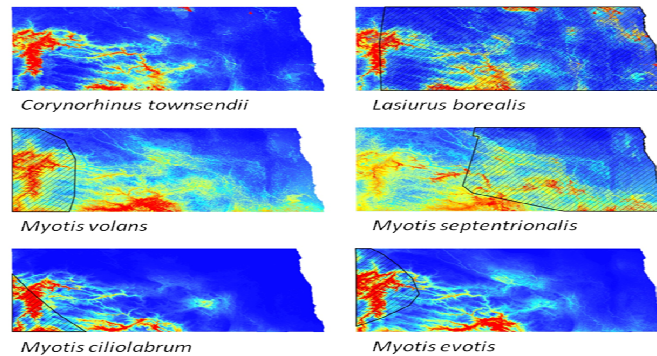 Corynorhinus townsendii
Lasiurus borealis
Myotis volans
Myotis septentrionalis
Myotis ciliolabrum
Myotis evotis